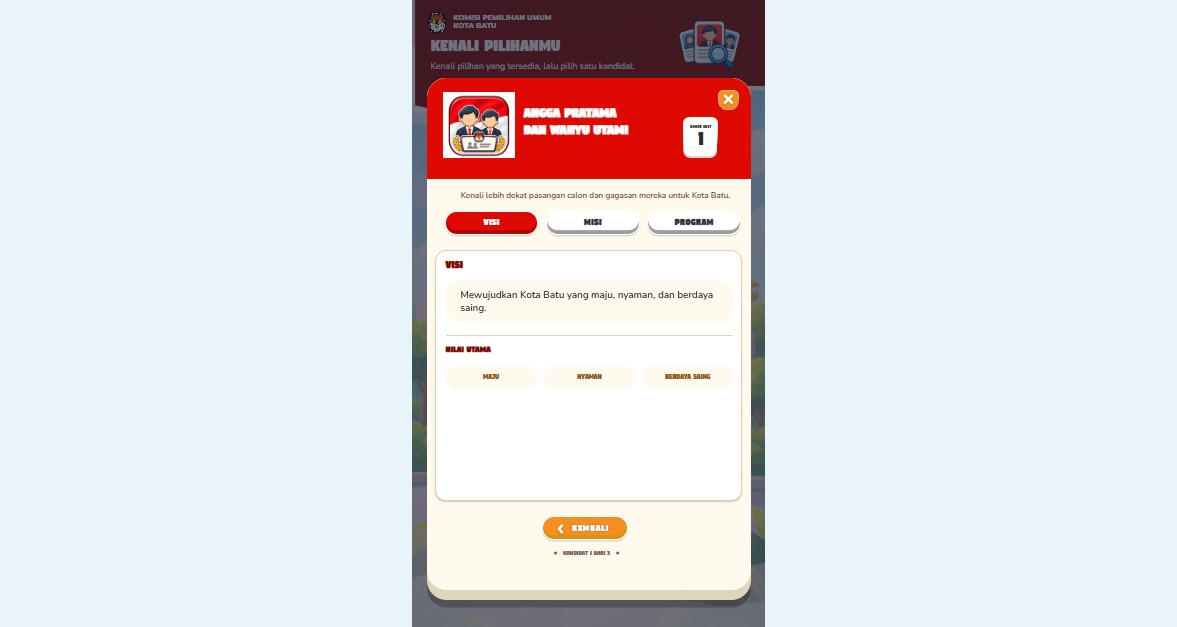 KOMISI PEMILIHAN UMUM
KOTA BATU
KENALI PILIHANMU
Kenali pilihan yang tersedia, lalu pilih satu kandidat.
ANGGA PRATAMA
DAN WAHYU UTAMI
NOMOR URUT
1
Kenali lebih dekat pasangan calon dan gagasan mereka untuk Kota Batu.
VISI
MISI
PROGRAM
VISI
Mewujudkan Kota Batu yang maju, nyaman, dan berdaya
saing.
NILAI UTAMA
MAJU
NYAMAN
BERDAYA SAING
KEMBALI
• KANDIDAT 1 DARI 3 •